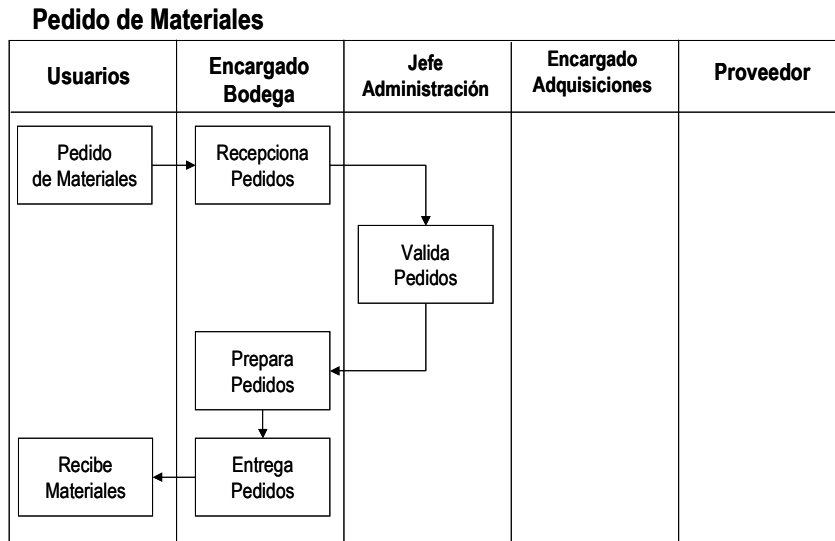 Pedido de Materiales
Usuarios
Encargado
Bodega
Jefe
Administración
Encargado
Adquisiciones
Proveedor
Pedido
de Materiales
Recepciona
Pedidos
Valida
Pedidos
Prepara
Pedidos
Recibe
Materiales
Entrega
Pedidos